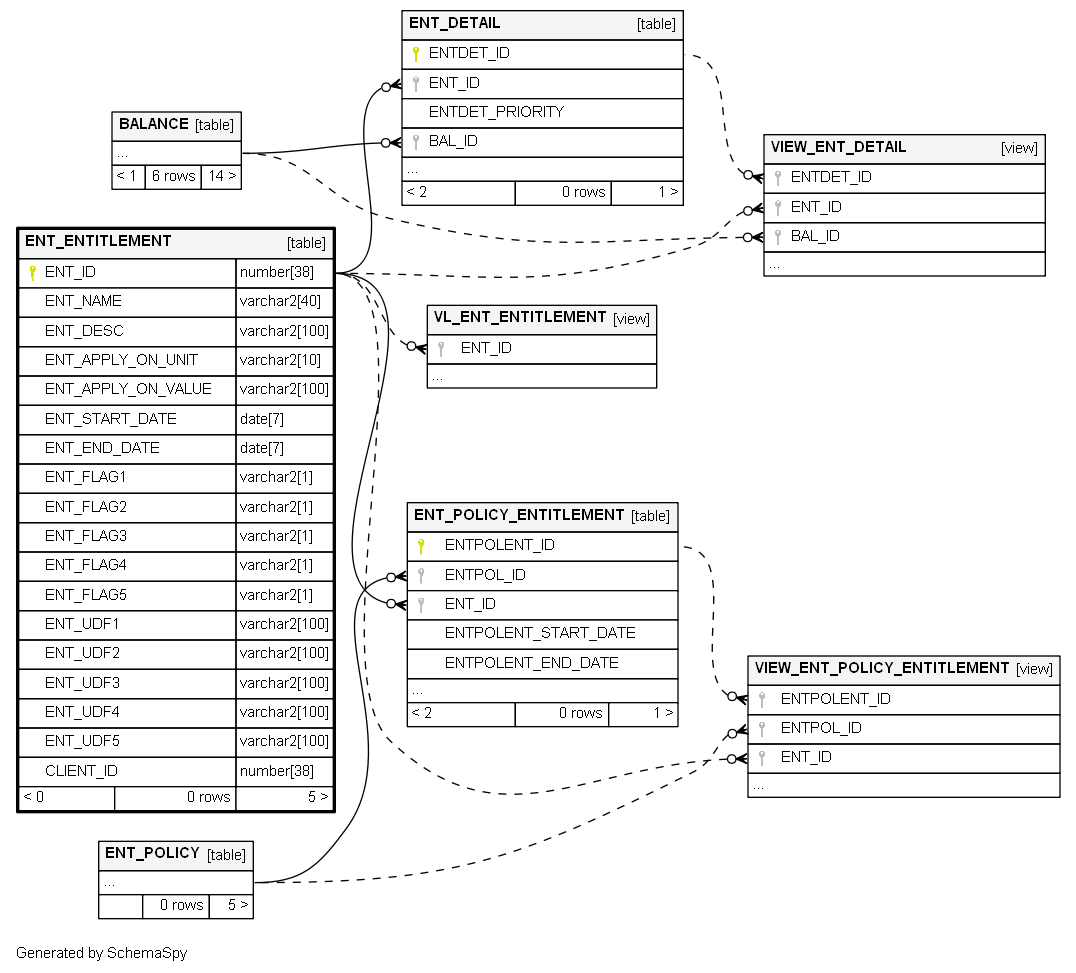 ENT_DETAIL [table]
ENTDET_ID
ENT_ID
ENTDET_PRIORITY
BAL_ID
...
< 2 0 rows 1 >
BALANCE [table]
...
< 1 6 rows 14 >
VIEW_ENT_DETAIL [view]
ENTDET_ID
ENT_ID
BAL_ID
...
ENT_ENTITLEMENT [table]
ENT_ID number[38]
ENT_NAME varchar2[40]
ENT_DESC varchar2[100]
ENT_APPLY_ON_UNIT varchar2[10]
ENT_APPLY_ON_VALUE varchar2[100]
ENT_START_DATE date[7]
ENT_END_DATE date[7]
ENT_FLAG1 varchar2[1]
ENT_FLAG2 varchar2[1]
ENT_FLAG3 varchar2[1]
ENT_FLAG4 varchar2[1]
ENT_FLAG5 varchar2[1]
ENT_UDF1 varchar2[100]
ENT_UDF2 varchar2[100]
ENT_UDF3 varchar2[100]
ENT_UDF4 varchar2[100]
ENT_UDF5 varchar2[100]
CLIENT_ID number[38]
< 0 0 rows 5 >
VL_ENT_ENTITLEMENT [view]
ENT_ID
...
ENT_POLICY_ENTITLEMENT [table]
ENTPOLENT_ID
ENTPOL_ID
ENT_ID
ENTPOLENT_START_DATE
ENTPOLENT_END_DATE
...
< 2 0 rows 1 >
VIEW_ENT_POLICY_ENTITLEMENT [view]
ENTPOLENT_ID
ENTPOL_ID
ENT_ID
...
ENT_POLICY [table]
...
0 rows 5 >
Generated by SchemaSpy